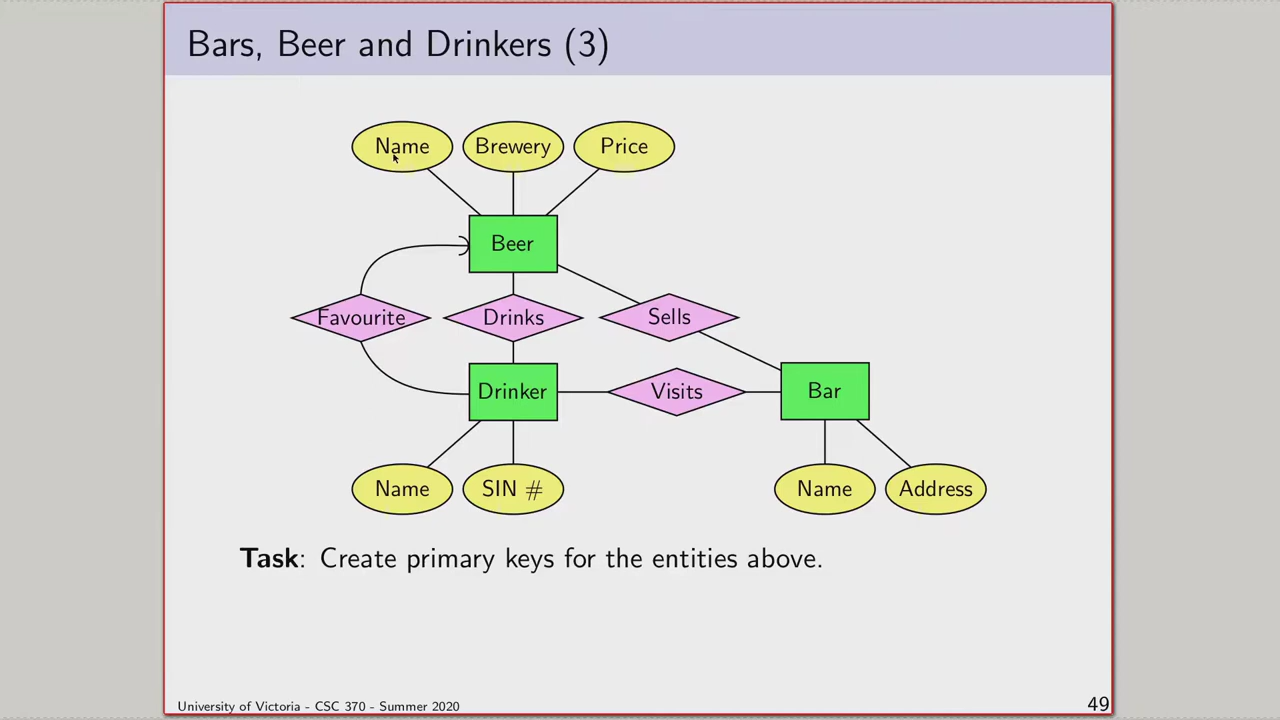 Bars, Beer and Drinkers (3)
Name Brewery Price
Beer
Favourite Drinks Sells
Drinker Visits Bar
Name SIN # Name Address
Task: Create primary keys for the entities above.
University of Victoria - CSC 370 - Summer 2020 49